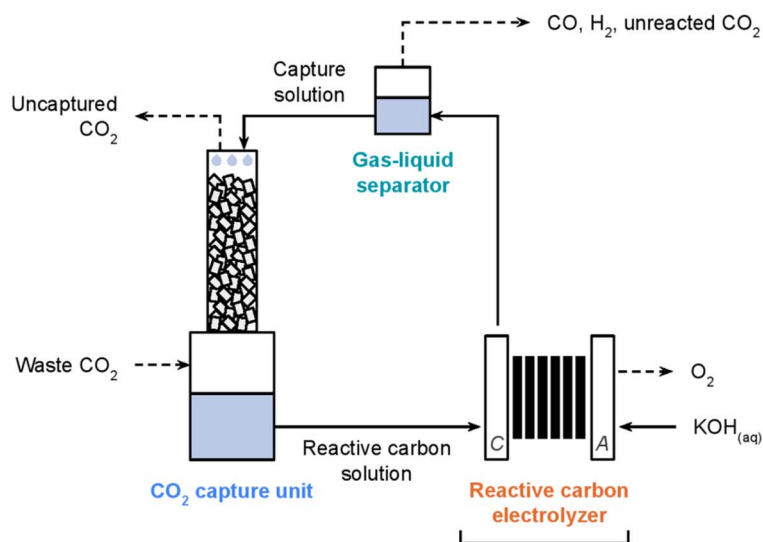 CO, H₂, unreacted CO₂
Capture
solution
Uncaptured
CO₂
Gas-liquid
separator
Waste CO₂
O₂
C
A
KOH₍aq₎
Reactive carbon
solution
CO₂ capture unit
Reactive carbon
electrolyzer